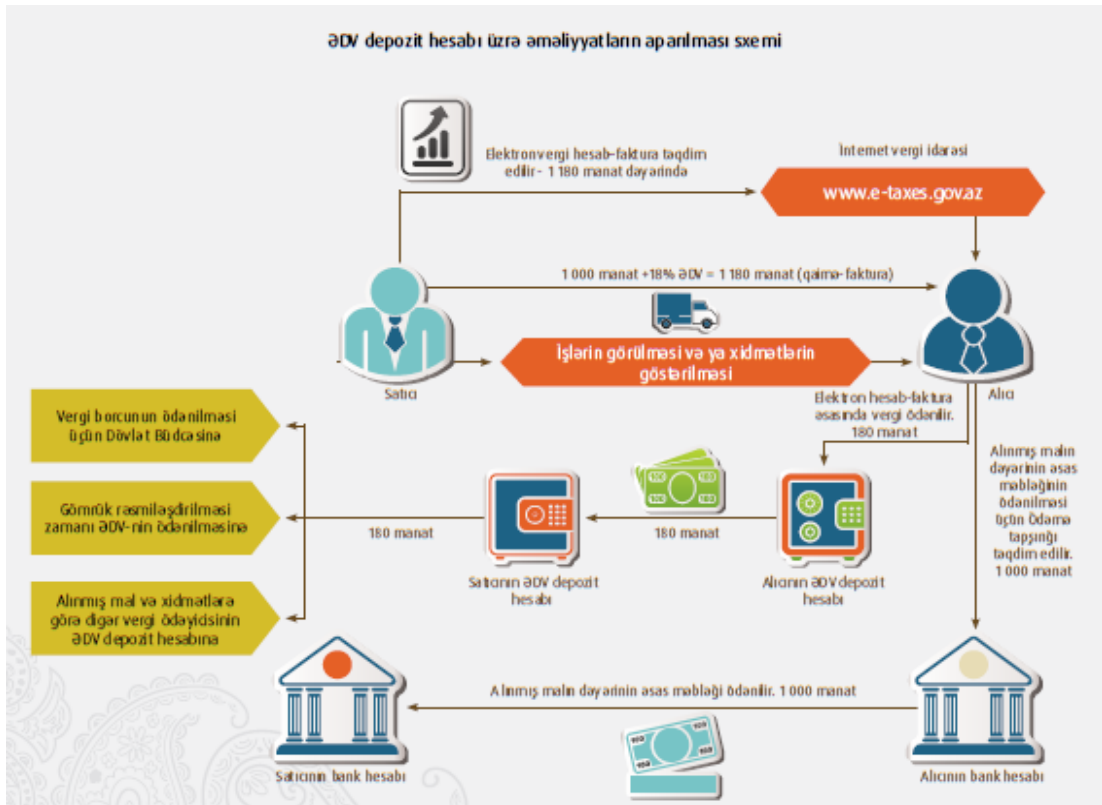 ƏDV depozit hesabı üzrə əməliyyatların aparılması sxemi
Elektron vergi hesab-faktura təqdim
edilir - 1 180 manat dəyərində
İnternet vergi idarəsi
www.e-taxes.gov.az
1 000 manat +18% ƏDV = 1 180 manat (qaimə-faktura)
İşlərin görülməsi və ya xidmətlərin
göstərilməsi
Satıcı
Alıcı
Elektron hesab-faktura
əsasında vergi ödənilir.
180 manat
Alınmış malın
dəyərinin əsas
məbləğinin
ödənilməsi
üçün Ödəmə
tapşırığı
təqdim edilir.
1 000 manat
Vergi borcunun ödənilməsi
üçün Dövlət Büdcəsinə
Gömrük rəsmiləşdirilməsi
zamanı ƏDV-nin ödənilməsinə
Alınmış mal və xidmətlərə
görə digər vergi ödəyicisinin
ƏDV depozit hesabına
180 manat
180 manat
Satıcının ƏDV depozit
hesabı
Alıcının ƏDV depozit
hesabı
Alınmış malın dəyərinin əsas məbləği ödənilir. 1 000 manat
Satıcının bank hesabı
Alıcının bank hesabı